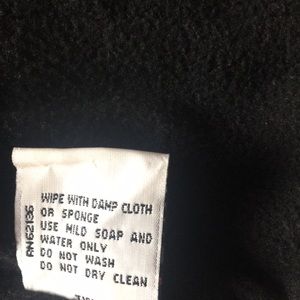 WIPE WITH DAMP CLOTH
OR SPONGE
USE MILD SOAP AND
WATER ONLY
DO NOT WASH
DO NOT DRY CLEAN
RN62136